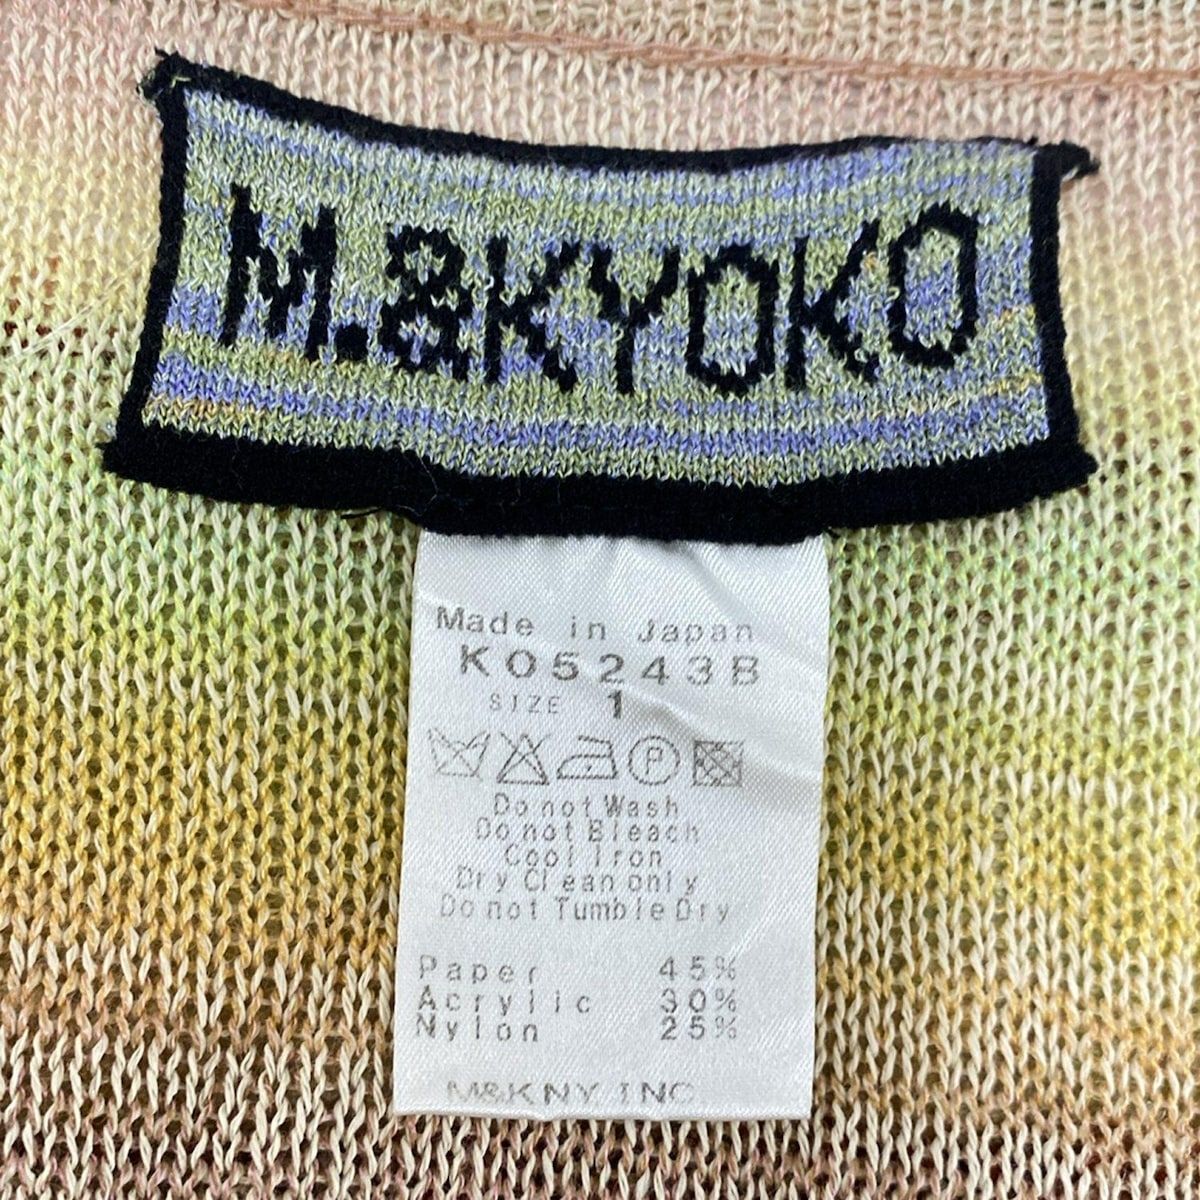 M.&KYOKO
Made in Japan
K05243B
SIZE 1
Do not Wash
Do not Bleach
Cool Iron
Dry Clean only
Do not Tumble Dry
Paper 45%
Acrylic 30%
Nylon 25%
M&KNY INC